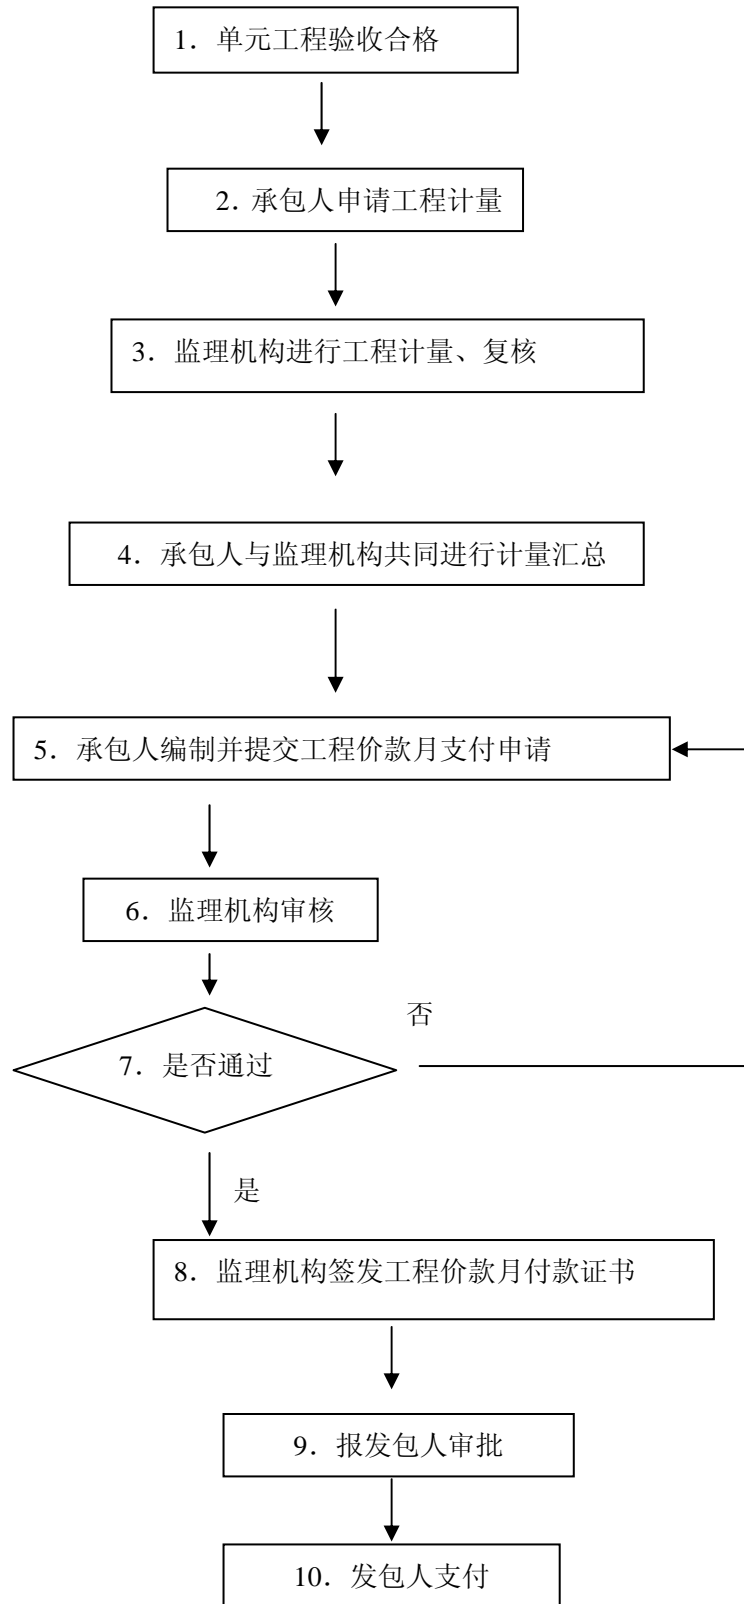 1．单元工程验收合格
2．承包人申请工程计量
3．监理机构进行工程计量、复核
4．承包人与监理机构共同进行计量汇总
5．承包人编制并提交工程价款月支付申请
6．监理机构审核
否
7．是否通过
是
8．监理机构签发工程价款月付款证书
9．报发包人审批
10．发包人支付